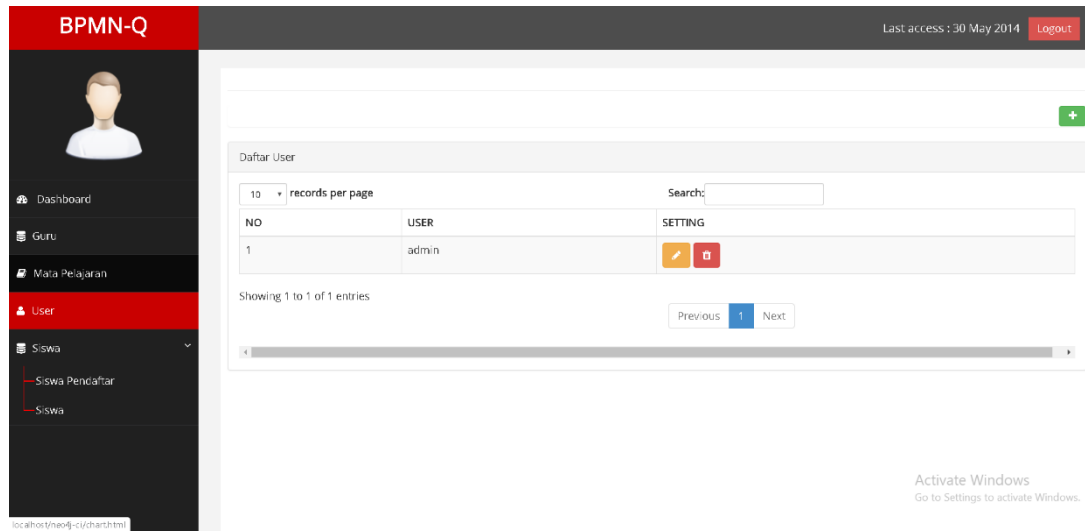 BPMN-Q
Last access : 30 May 2014 Logout
Dashboard
Guru
Mata Pelajaran
User
Siswa
Siswa Pendaftar
Siswa
Daftar User
10 records per page
Search:
NO USER SETTING
1 admin
Showing 1 to 1 of 1 entries
Previous 1 Next
Activate Windows
Go to Settings to activate Windows.
localhost/neo4j-ci/chart.html